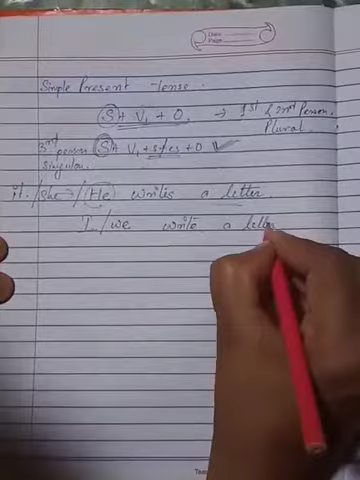 Simple Present Tense.
S + V₁ + O. → 1st & 2nd Person.
Plural.
3rd person S + V₁ + s/es + O
singular.
it / she / He writes a letter.
I / we write a letter